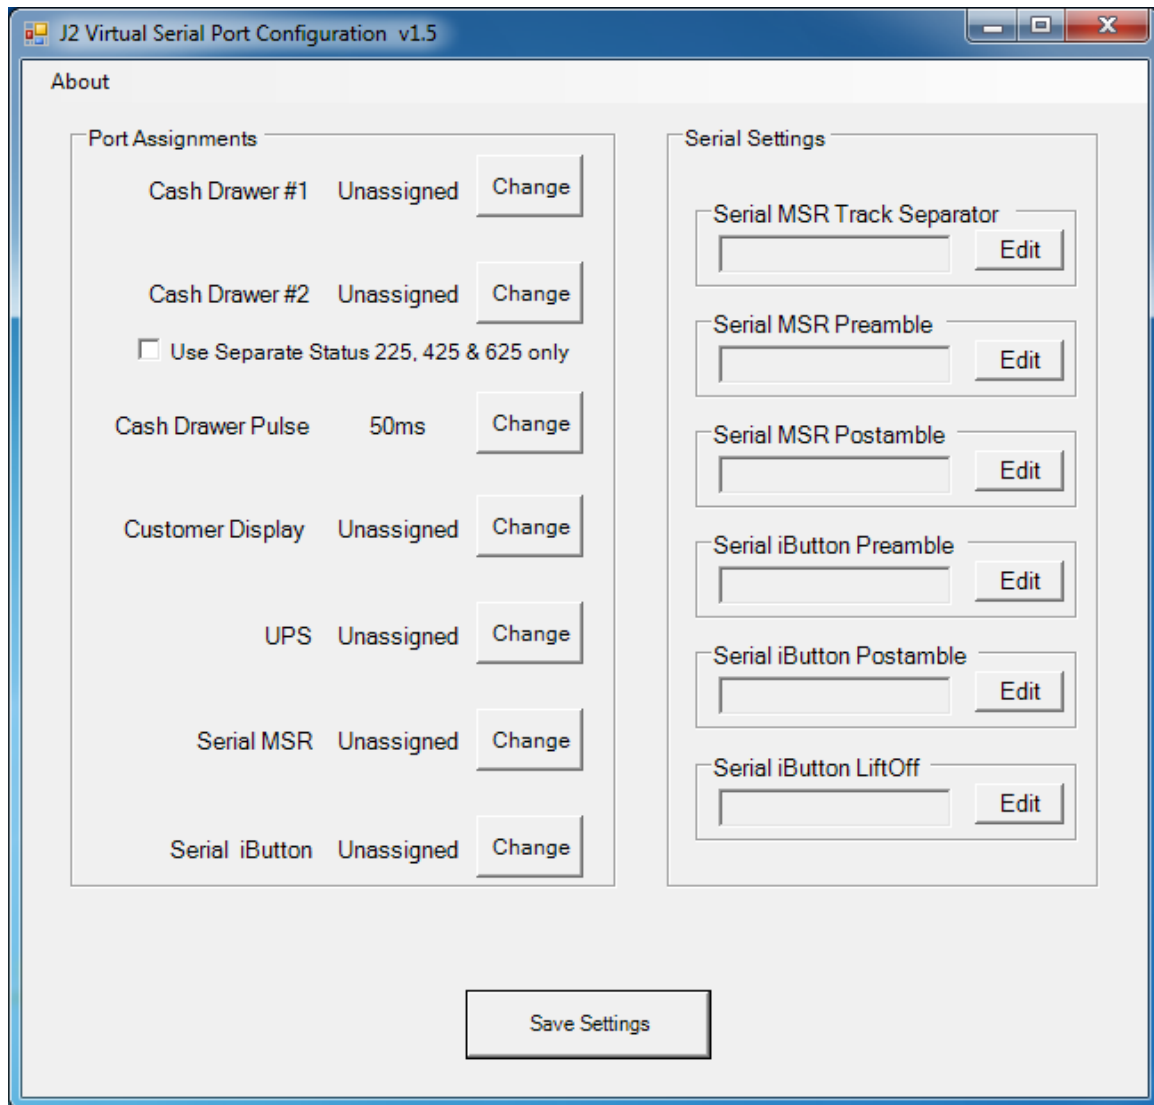 J2 Virtual Serial Port Configuration v1.5
About
Port Assignments
Cash Drawer #1 Unassigned Change
Cash Drawer #2 Unassigned Change
Use Separate Status 225, 425 & 625 only
Cash Drawer Pulse 50ms Change
Customer Display Unassigned Change
UPS Unassigned Change
Serial MSR Unassigned Change
Serial iButton Unassigned Change
Serial Settings
Serial MSR Track Separator
Edit
Serial MSR Preamble
Edit
Serial MSR Postamble
Edit
Serial iButton Preamble
Edit
Serial iButton Postamble
Edit
Serial iButton LiftOff
Edit
Save Settings